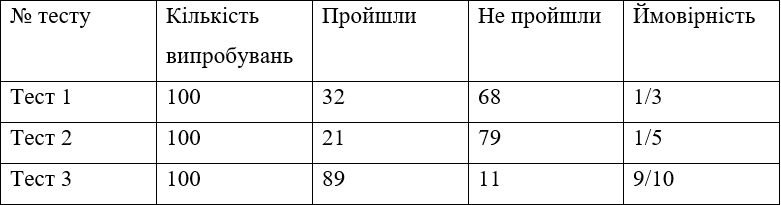 № тесту Кількість випробувань Пройшли Не пройшли Ймовірність
Тест 1 100 32 68 1/3
Тест 2 100 21 79 1/5
Тест 3 100 89 11 9/10